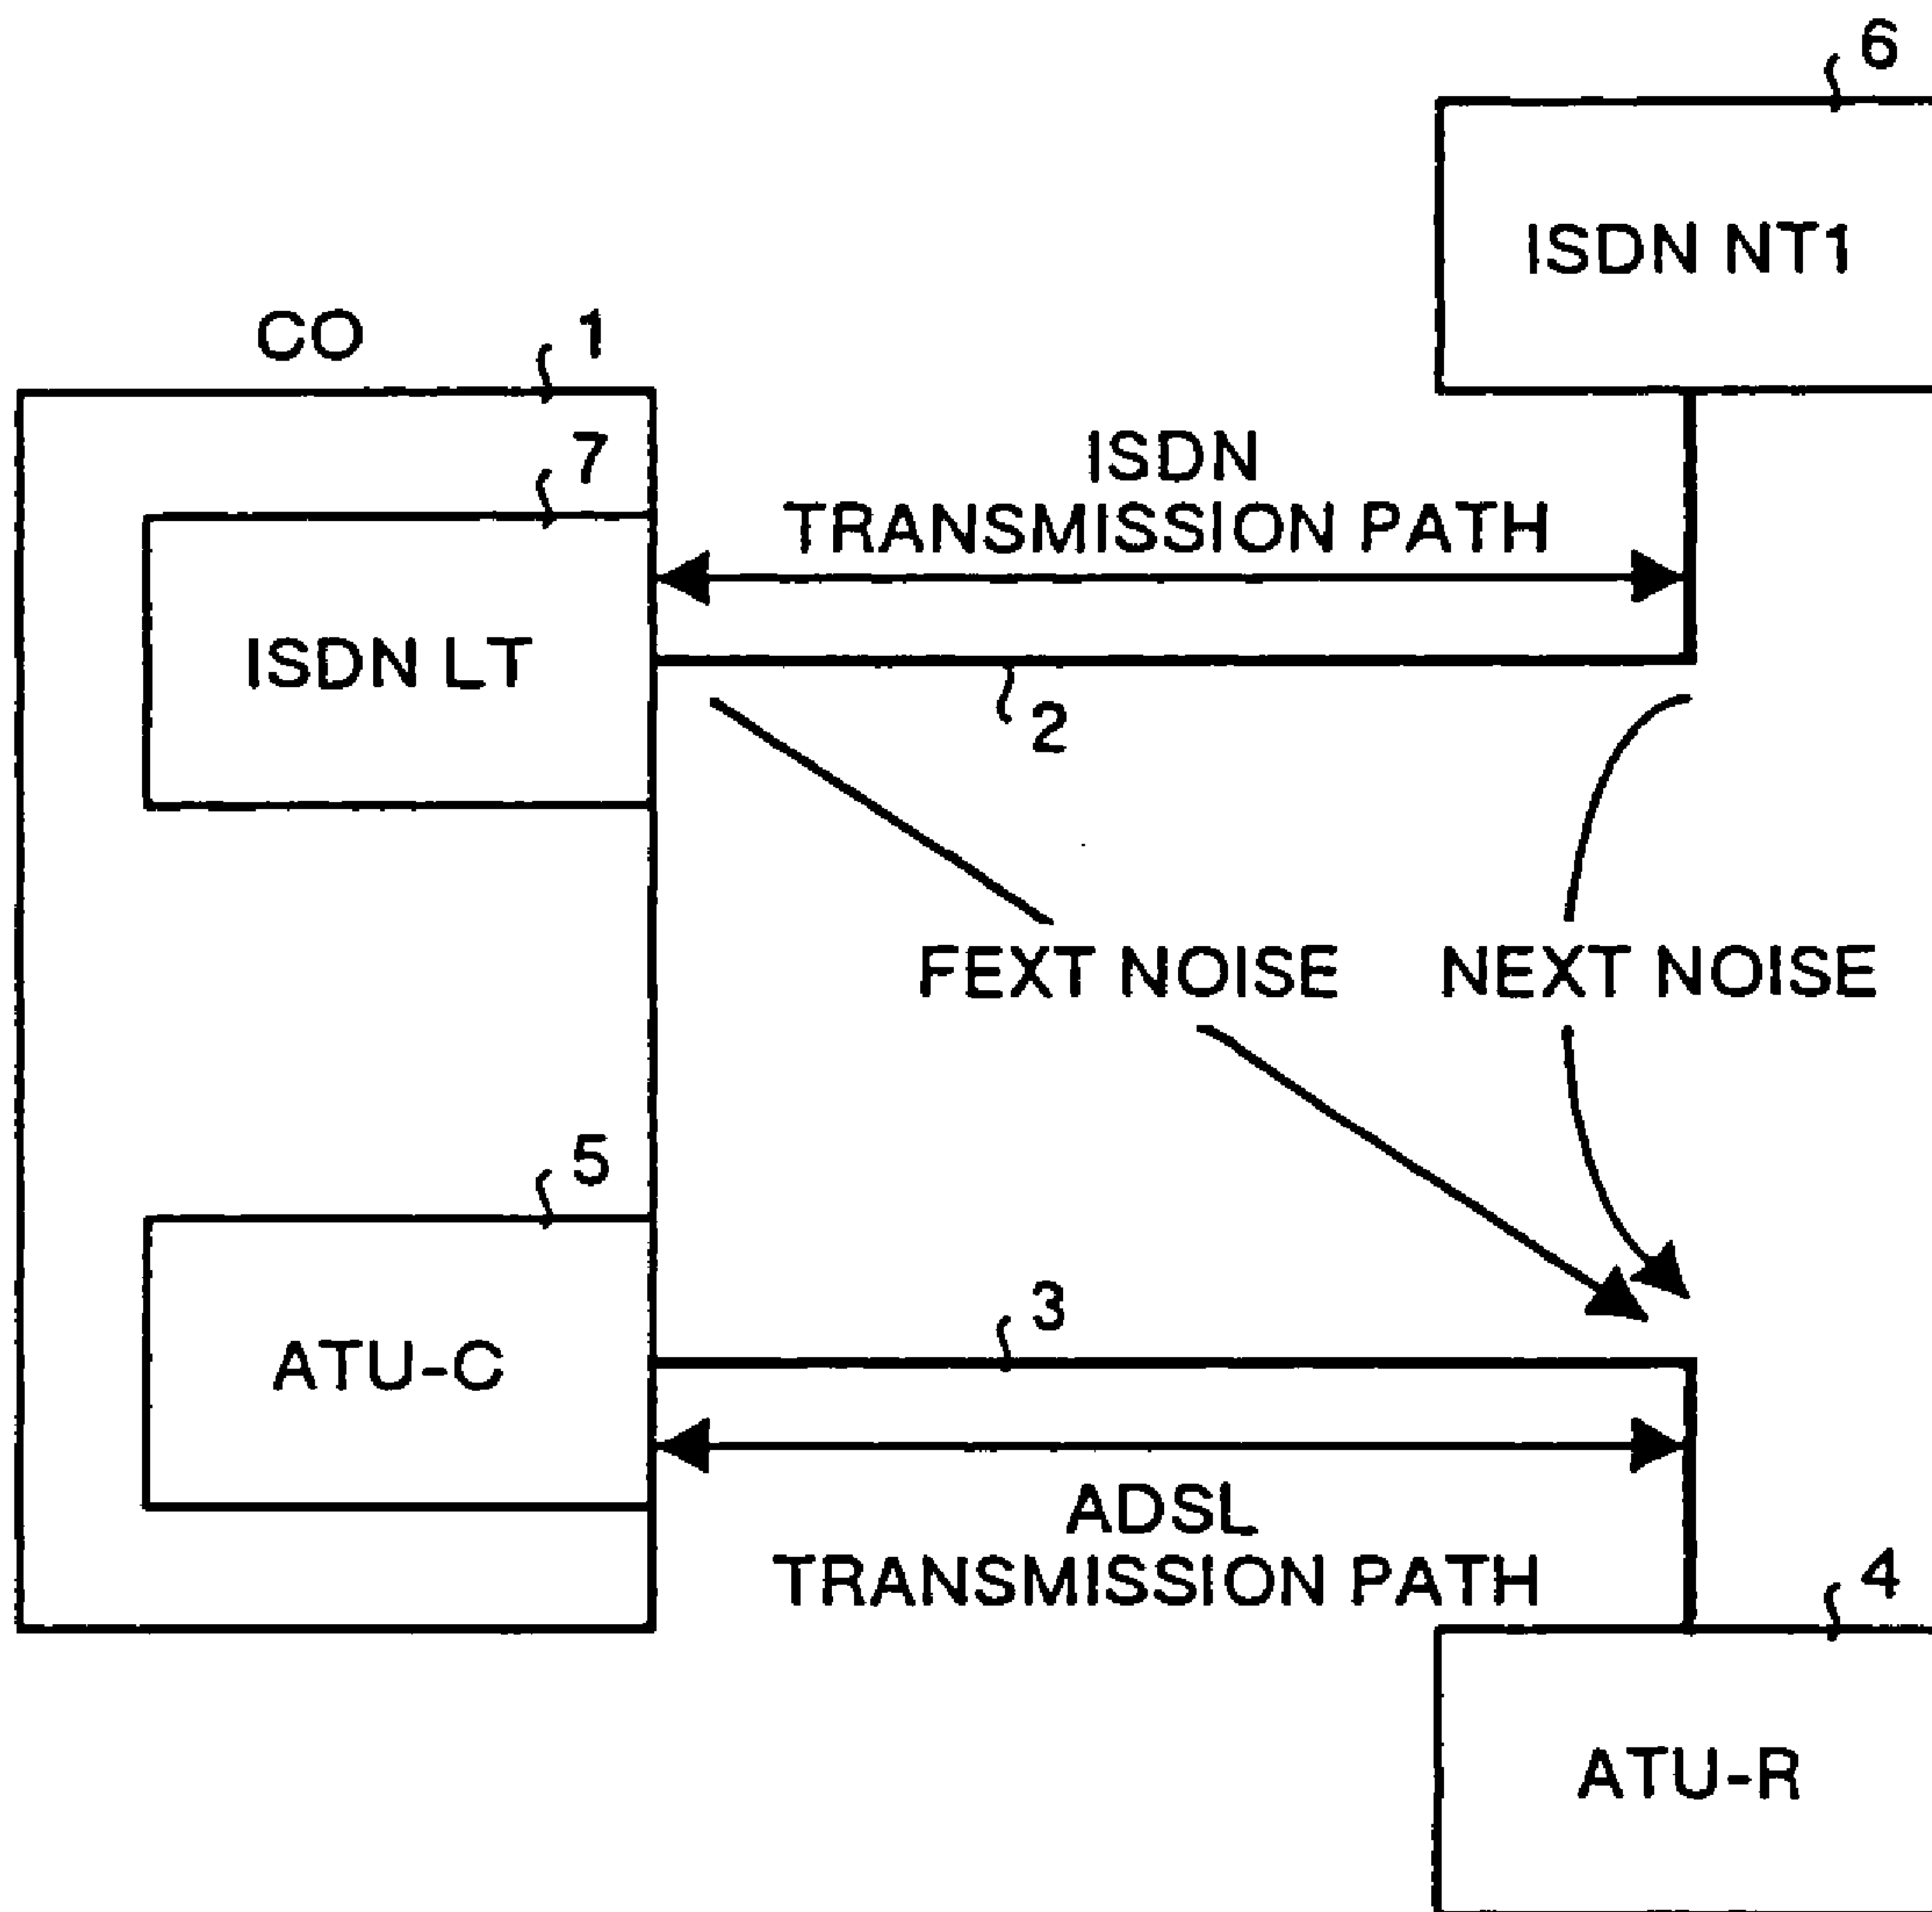 6
ISDN NT1
CO
1
7
ISDN
TRANSMISSION PATH
ISDN LT
2
FEXT NOISE
NEXT NOISE
5
3
ATU-C
ADSL
TRANSMISSION PATH
4
ATU-R